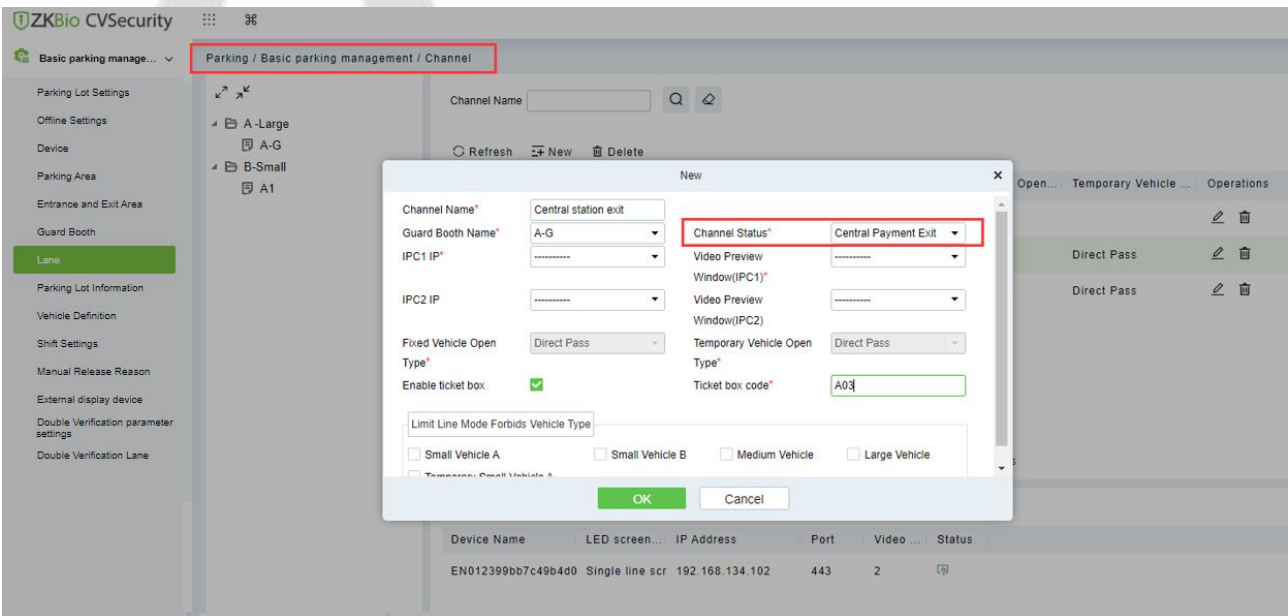 ZKBio CVSecurity
Basic parking manage...
Parking / Basic parking management / Channel
Parking Lot Settings
Offline Settings
Device
Parking Area
Entrance and Exit Area
Guard Booth
Lane
Parking Lot Information
Vehicle Definition
Shift Settings
Manual Release Reason
External display device
Double Verification parameter
settings
Double Verification Lane
A-Large
A-G
B-Small
A1
Channel Name
Refresh New Delete
Open... Temporary Vehicle ... Operations
Direct Pass
Direct Pass
New
Channel Name* Central station exit
Guard Booth Name* A-G Channel Status* Central Payment Exit
IPC1 IP* ---------- Video Preview ----------
Window(IPC1)*
IPC2 IP ---------- Video Preview ----------
Window(IPC2)
Fixed Vehicle Open Direct Pass Temporary Vehicle Open Direct Pass
Type* Type*
Enable ticket box Ticket box code* A03
Limit Line Mode Forbids Vehicle Type
Small Vehicle A Small Vehicle B Medium Vehicle Large Vehicle
Temporary Small Vehicle A
OK Cancel
Device Name LED screen... IP Address Port Video ... Status
EN012399bb7c49b4d0 Single line scr 192.168.134.102 443 2